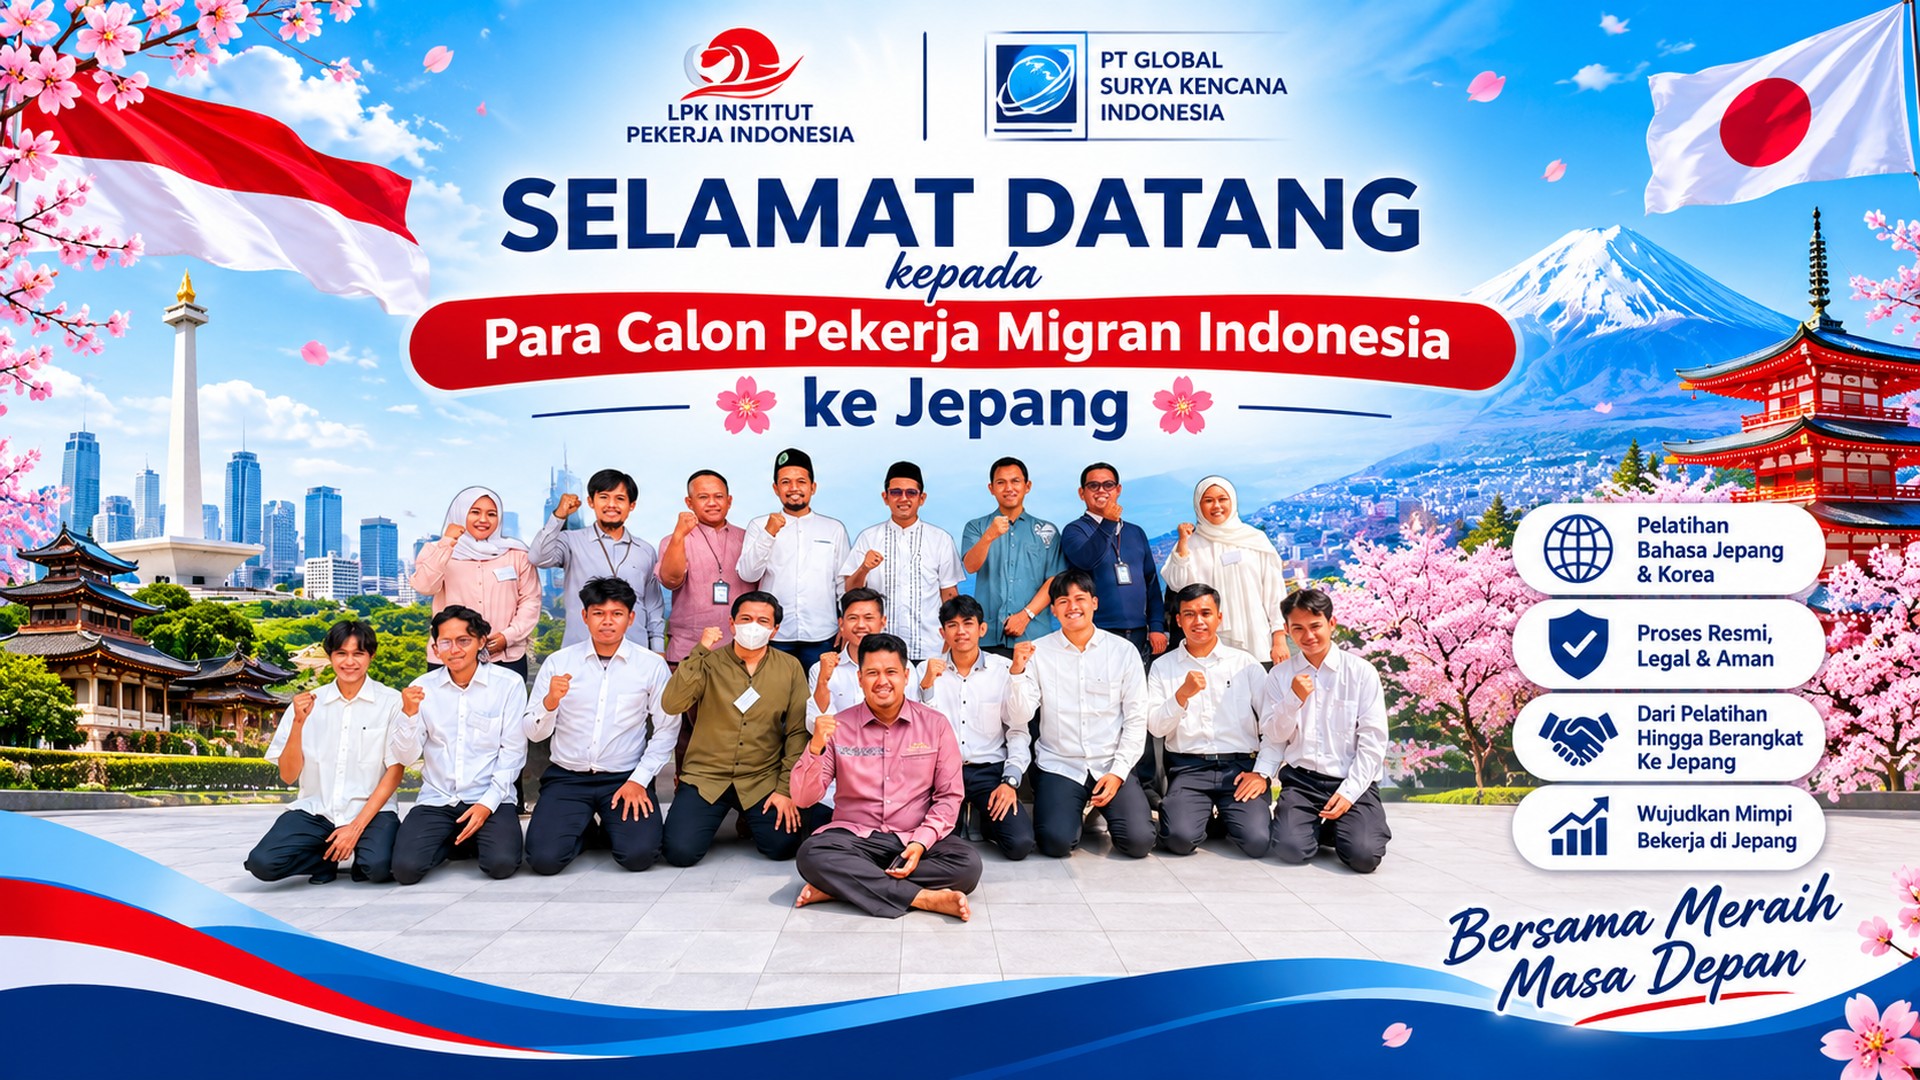 LPK INSTITUT
PEKERJA INDONESIA
PT GLOBAL
SURYA KENCANA
INDONESIA
SELAMAT DATANG
kepada
Para Calon Pekerja Migran Indonesia
ke Jepang
Pelatihan
Bahasa Jepang
& Korea
Proses Resmi,
Legal & Aman
Dari Pelatihan
Hingga Berangkat
Ke Jepang
Wujudkan Mimpi
Bekerja di Jepang
Bersama Meraih
Masa Depan